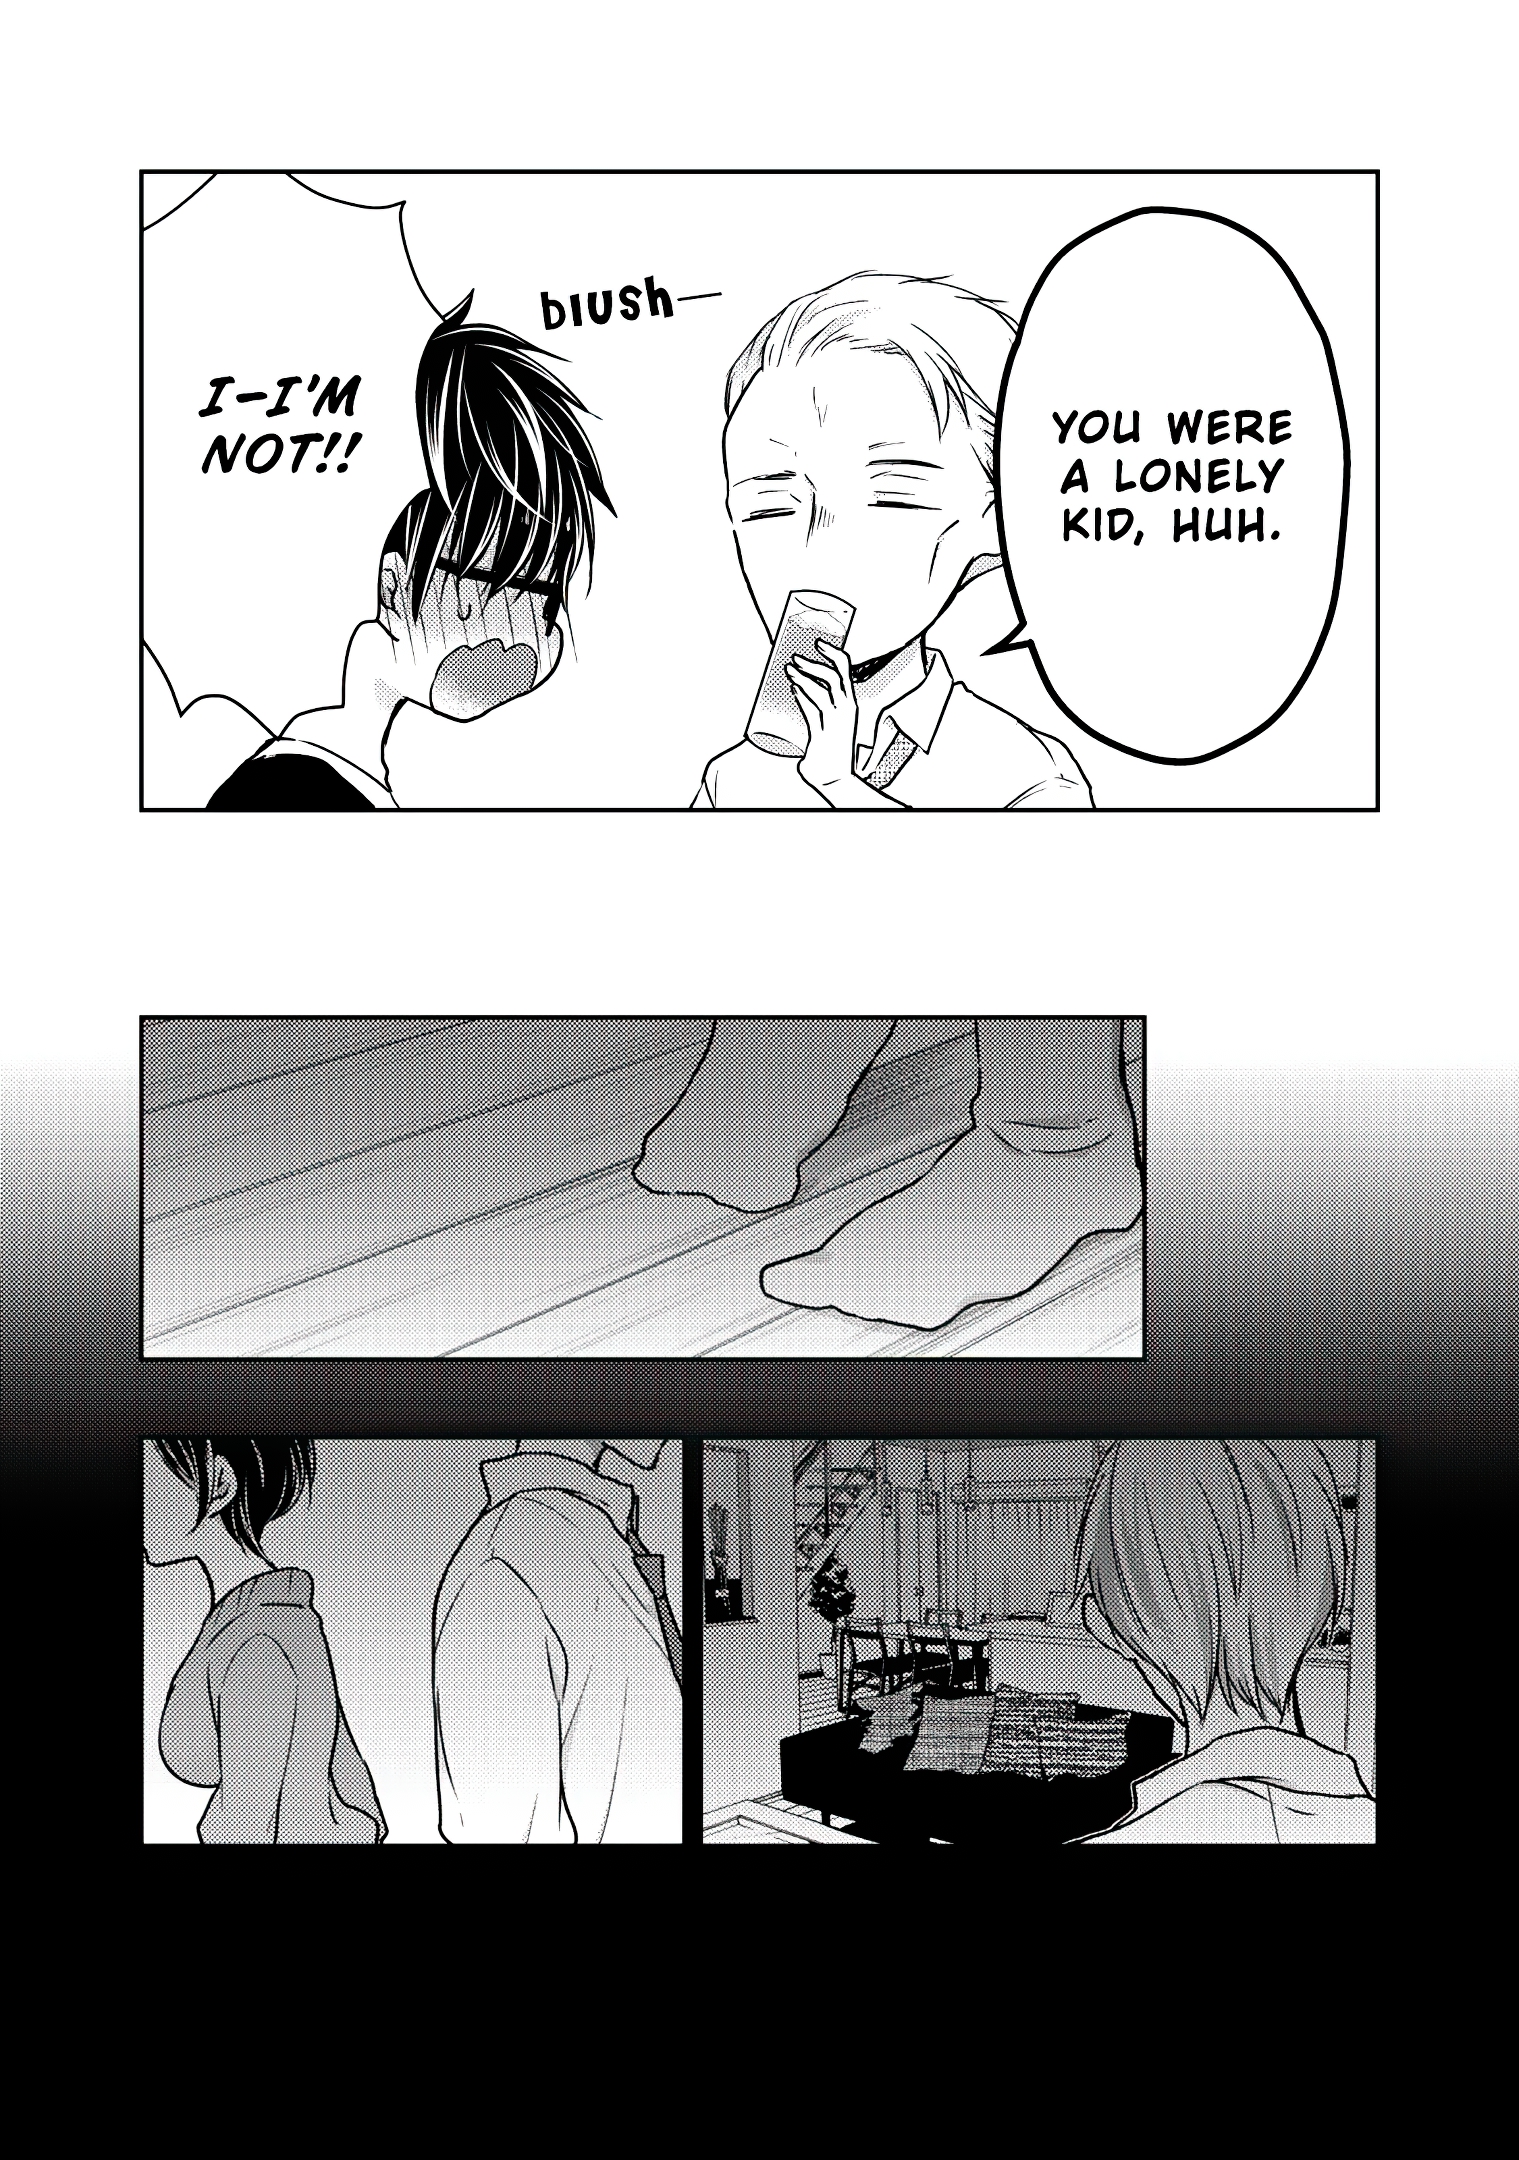 YOU WERE
A LONELY
KID, HUH.
blush—
I-I'M
NOT!!